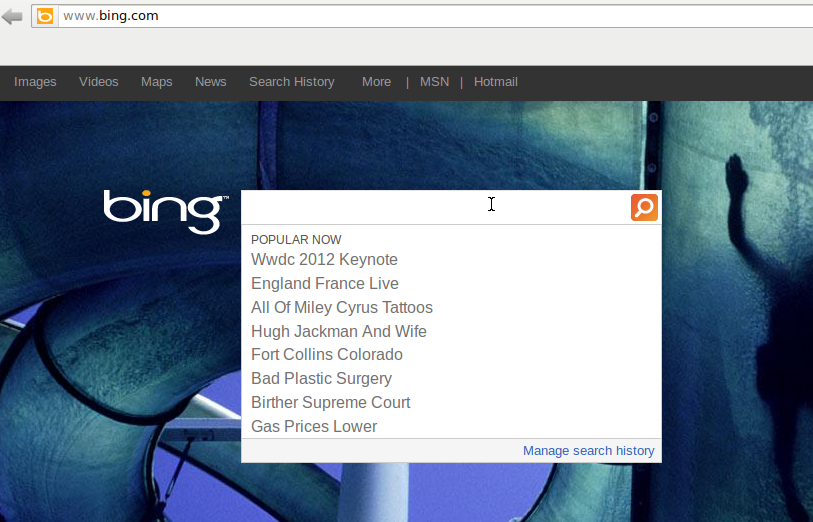 www.bing.com
Images Videos Maps News Search History More | MSN | Hotmail
bing™
POPULAR NOW
Wwdc 2012 Keynote
England France Live
All Of Miley Cyrus Tattoos
Hugh Jackman And Wife
Fort Collins Colorado
Bad Plastic Surgery
Birther Supreme Court
Gas Prices Lower
Manage search history